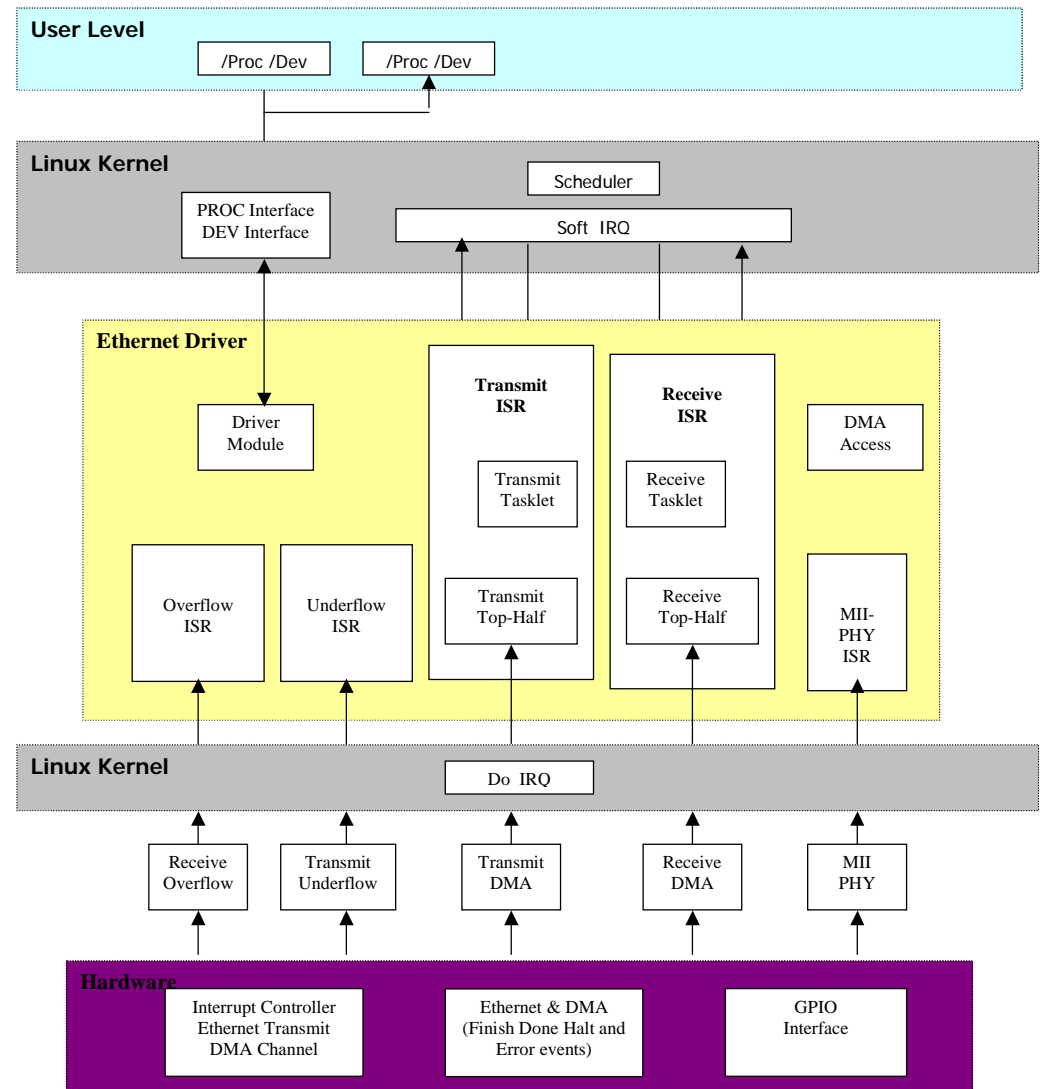 User Level
/Proc /Dev
/Proc /Dev
Linux Kernel
Scheduler
PROC Interface
DEV Interface
Soft IRQ
Ethernet Driver
Transmit
ISR
Receive
ISR
Driver
Module
DMA
Access
Transmit
Tasklet
Receive
Tasklet
Overflow
ISR
Underflow
ISR
Transmit
Top-Half
Receive
Top-Half
MII-
PHY
ISR
Linux Kernel
Do IRQ
Receive
Overflow
Transmit
Underflow
Transmit
DMA
Receive
DMA
MII
PHY
Hardware
Interrupt Controller
Ethernet Transmit
DMA Channel
Ethernet & DMA
(Finish Done Halt and
Error events)
GPIO
Interface